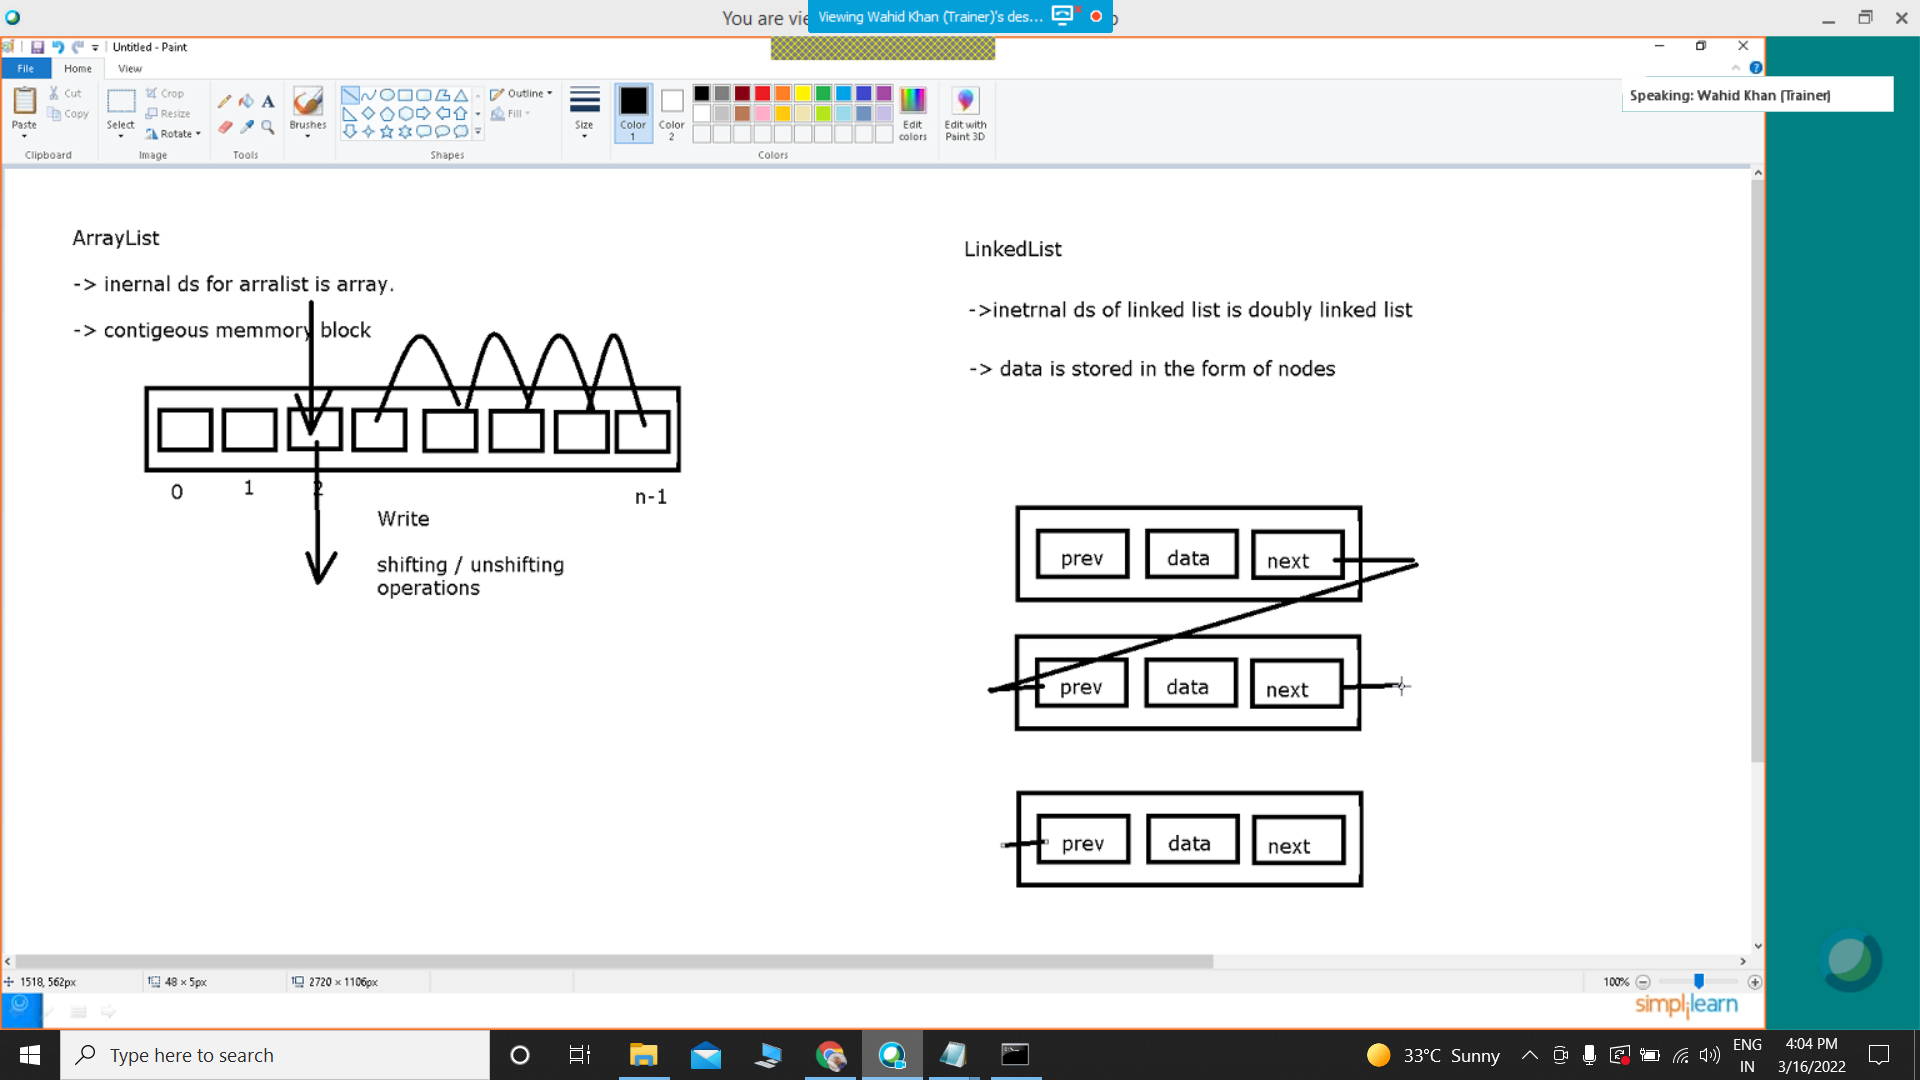 You are vie
Viewing Wahid Khan (Trainer)'s des...
Untitled - Paint
File
Home
View
Speaking: Wahid Khan (Trainer)
Paste
Cut
Copy
Clipboard
Select
Crop
Resize
Rotate
Image
A
Tools
Brushes
Outline
Fill
Shapes
Size
Color 1
Color 2
Edit colors
Colors
Edit with Paint 3D
ArrayList
-> inernal ds for arralist is array.
-> contigeous memmory block
0
1
2
n-1
Write
shifting / unshifting
operations
LinkedList
->inetrnal ds of linked list is doubly linked list
-> data is stored in the form of nodes
prev data next
prev data next
prev data next
1518, 562px
48 × 5px
2720 × 1106px
100%
simplilearn
Type here to search
33°C Sunny
ENG
IN
4:04 PM
3/16/2022